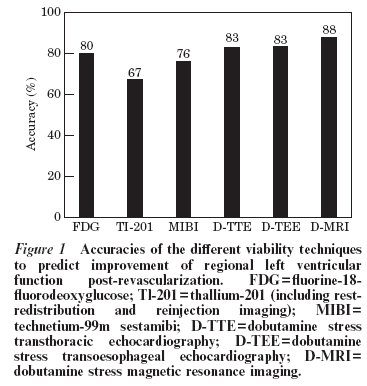 100
80
60
40
20
0
Accuracy (%)
80
67
76
83
83
88
FDG TI-201 MIBI D-TTE D-TEE D-MRI
Figure 1 Accuracies of the different viability techniques
to predict improvement of regional left ventricular
function post-revascularization. FDG=fluorine-18-
fluorodeoxyglucose; TI-201=thallium-201 (including rest-
redistribution and reinjection imaging); MIBI=
technetium-99m sestamibi; D-TTE=dobutamine stress
transthoracic echocardiography; D-TEE=dobutamine
stress transoesophageal echocardiography; D-MRI=
dobutamine stress magnetic resonance imaging.